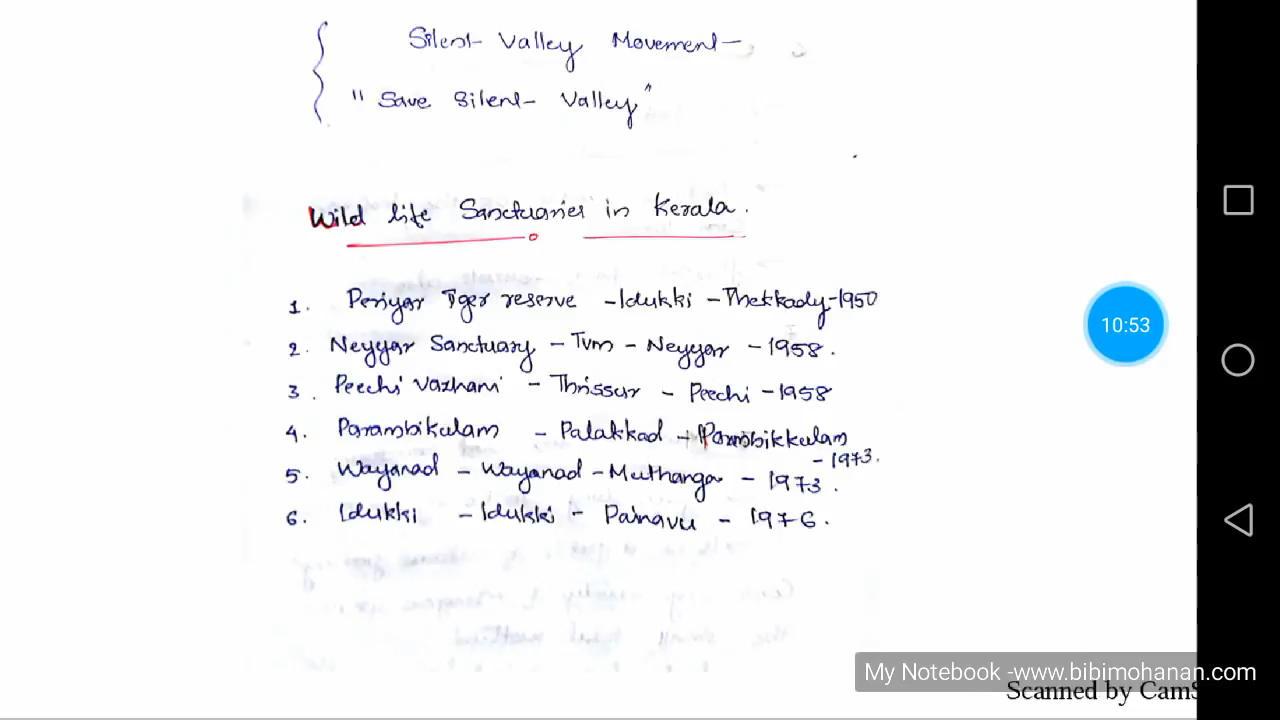 Silent Valley Movement-
" Save Silent Valley"
Wild life Sanctuaries in Kerala.
1. Periyar Tiger reserve - Idukki - Thekkady-1950
2. Neyyar Sanctuary - Tvm - Neyyar - 1958.
3. Peechi Vazhani - Thrissur - Peechi - 1958
4. Parambikulam - Palakkad - Parambikkulam
- 1973.
5. Wayanad - Wayanad - Muthanga - 1973.
6. Idukki - Idukki - Painavu - 1976.
10:53
My Notebook -www.bibimohanan.com
Scanned by CamS